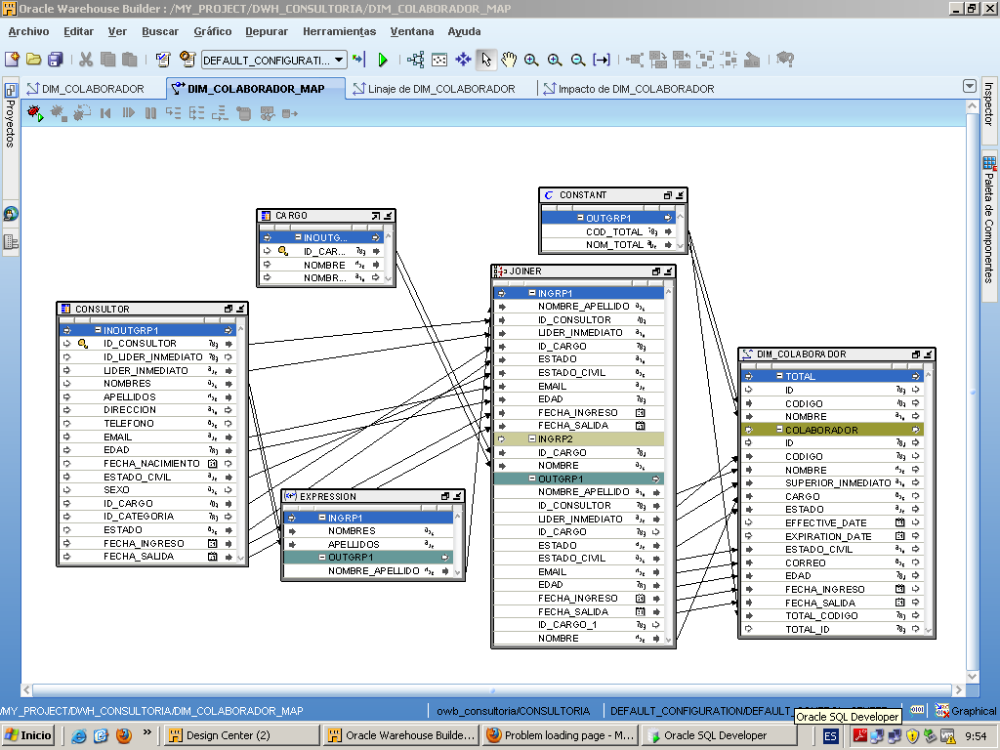 Oracle Warehouse Builder : /MY_PROJECT/DWH_CONSULTORIA/DIM_COLABORADOR_MAP
Archivo Editar Ver Buscar Gráfico Depurar Herramientas Ventana Ayuda
DEFAULT_CONFIGURATI...
DIM_COLABORADOR
DIM_COLABORADOR_MAP
Linaje de DIM_COLABORADOR
Impacto de DIM_COLABORADOR
Proyectos
Inspector
Paleta de Componentes
CARGO
INOUTG...
ID_CAR...
NOMBRE
NOMBR...
CONSTANT
OUTGRP1
COD_TOTAL
NOM_TOTAL
CONSULTOR
INOUTGRP1
ID_CONSULTOR
ID_LIDER_INMEDIATO
LIDER_INMEDIATO
NOMBRES
APELLIDOS
DIRECCION
TELEFONO
EMAIL
EDAD
FECHA_NACIMIENTO
ESTADO_CIVIL
SEXO
ID_CARGO
ID_CATEGORIA
ESTADO
FECHA_INGRESO
FECHA_SALIDA
EXPRESSION
INGRP1
NOMBRES
APELLIDOS
OUTGRP1
NOMBRE_APELLIDO
JOINER
INGRP1
NOMBRE_APELLIDO
ID_CONSULTOR
LIDER_INMEDIATO
ID_CARGO
ESTADO
ESTADO_CIVIL
EMAIL
EDAD
FECHA_INGRESO
FECHA_SALIDA
INGRP2
ID_CARGO
NOMBRE
OUTGRP1
NOMBRE_APELLIDO
ID_CONSULTOR
LIDER_INMEDIATO
ID_CARGO
ESTADO
ESTADO_CIVIL
EMAIL
EDAD
FECHA_INGRESO
FECHA_SALIDA
ID_CARGO_1
NOMBRE
DIM_COLABORADOR
TOTAL
ID
CODIGO
NOMBRE
COLABORADOR
ID
CODIGO
NOMBRE
SUPERIOR_INMEDIATO
CARGO
ESTADO
EFFECTIVE_DATE
EXPIRATION_DATE
ESTADO_CIVIL
CORREO
EDAD
FECHA_INGRESO
FECHA_SALIDA
TOTAL_CODIGO
TOTAL_ID
/MY_PROJECT/DWH_CONSULTORIA/DIM_COLABORADOR_MAP
owb_consultoria/CONSULTORIA
DEFAULT_CONFIGURATION/DEFAULT_
Graphical
Oracle SQL Developer
Inicio
»
Design Center (2)
Oracle Warehouse Builde...
Problem loading page - M...
Oracle SQL Developer
ES
9:54